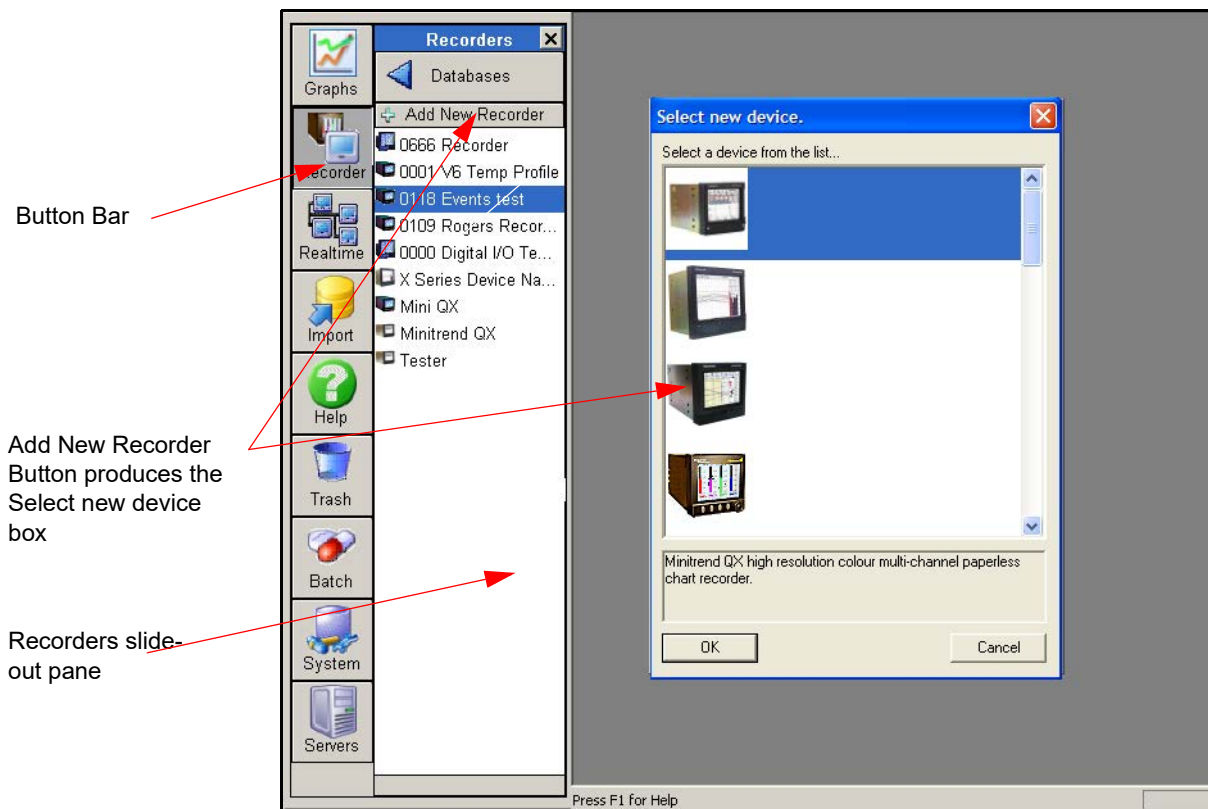 Button Bar
Add New Recorder
Button produces the
Select new device
box
Recorders slide-
out pane
Graphs
Recorder
Realtime
Import
Help
Trash
Batch
System
Servers
Recorders
Databases
Add New Recorder
0666 Recorder
0001 V6 Temp Profile
0118 Events test
0109 Rogers Recor...
0000 Digital I/O Te...
X Series Device Na...
Mini QX
Minitrend QX
Tester
Select new device.
Select a device from the list...
Minitrend QX high resolution colour multi-channel paperless
chart recorder.
OK
Cancel
Press F1 for Help